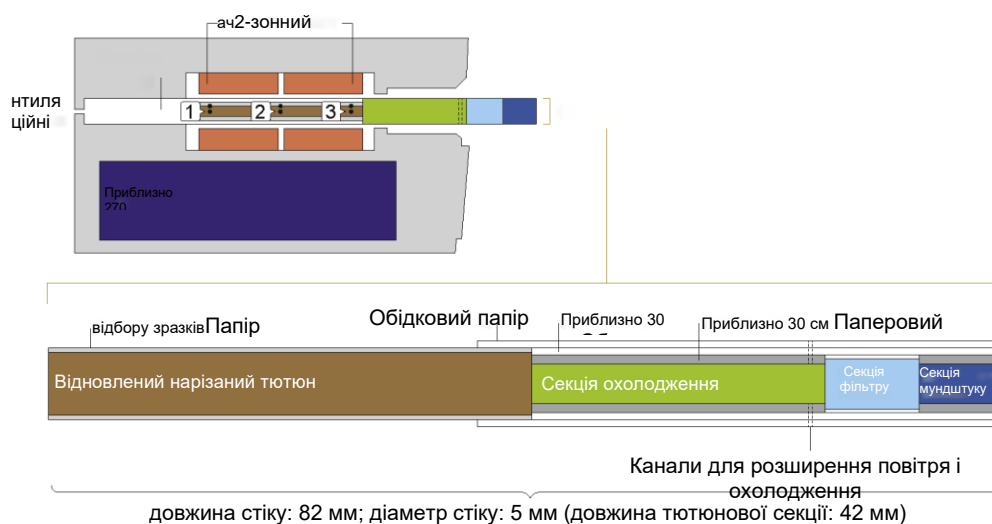 ач2-зонний
нтиля
ційні
1
2
3
Приблизно
270
відбору зразківПапір
Обідковий папір
Приблизно 30
Приблизно 30 см Паперовий
Відновлений нарізаний тютюн
Секція охолодження
Секція
фільтру
Секція
мундштуку
Канали для розширення повітря і
охолодження
довжина стіку: 82 мм; діаметр стіку: 5 мм (довжина тютюнової секції: 42 мм)